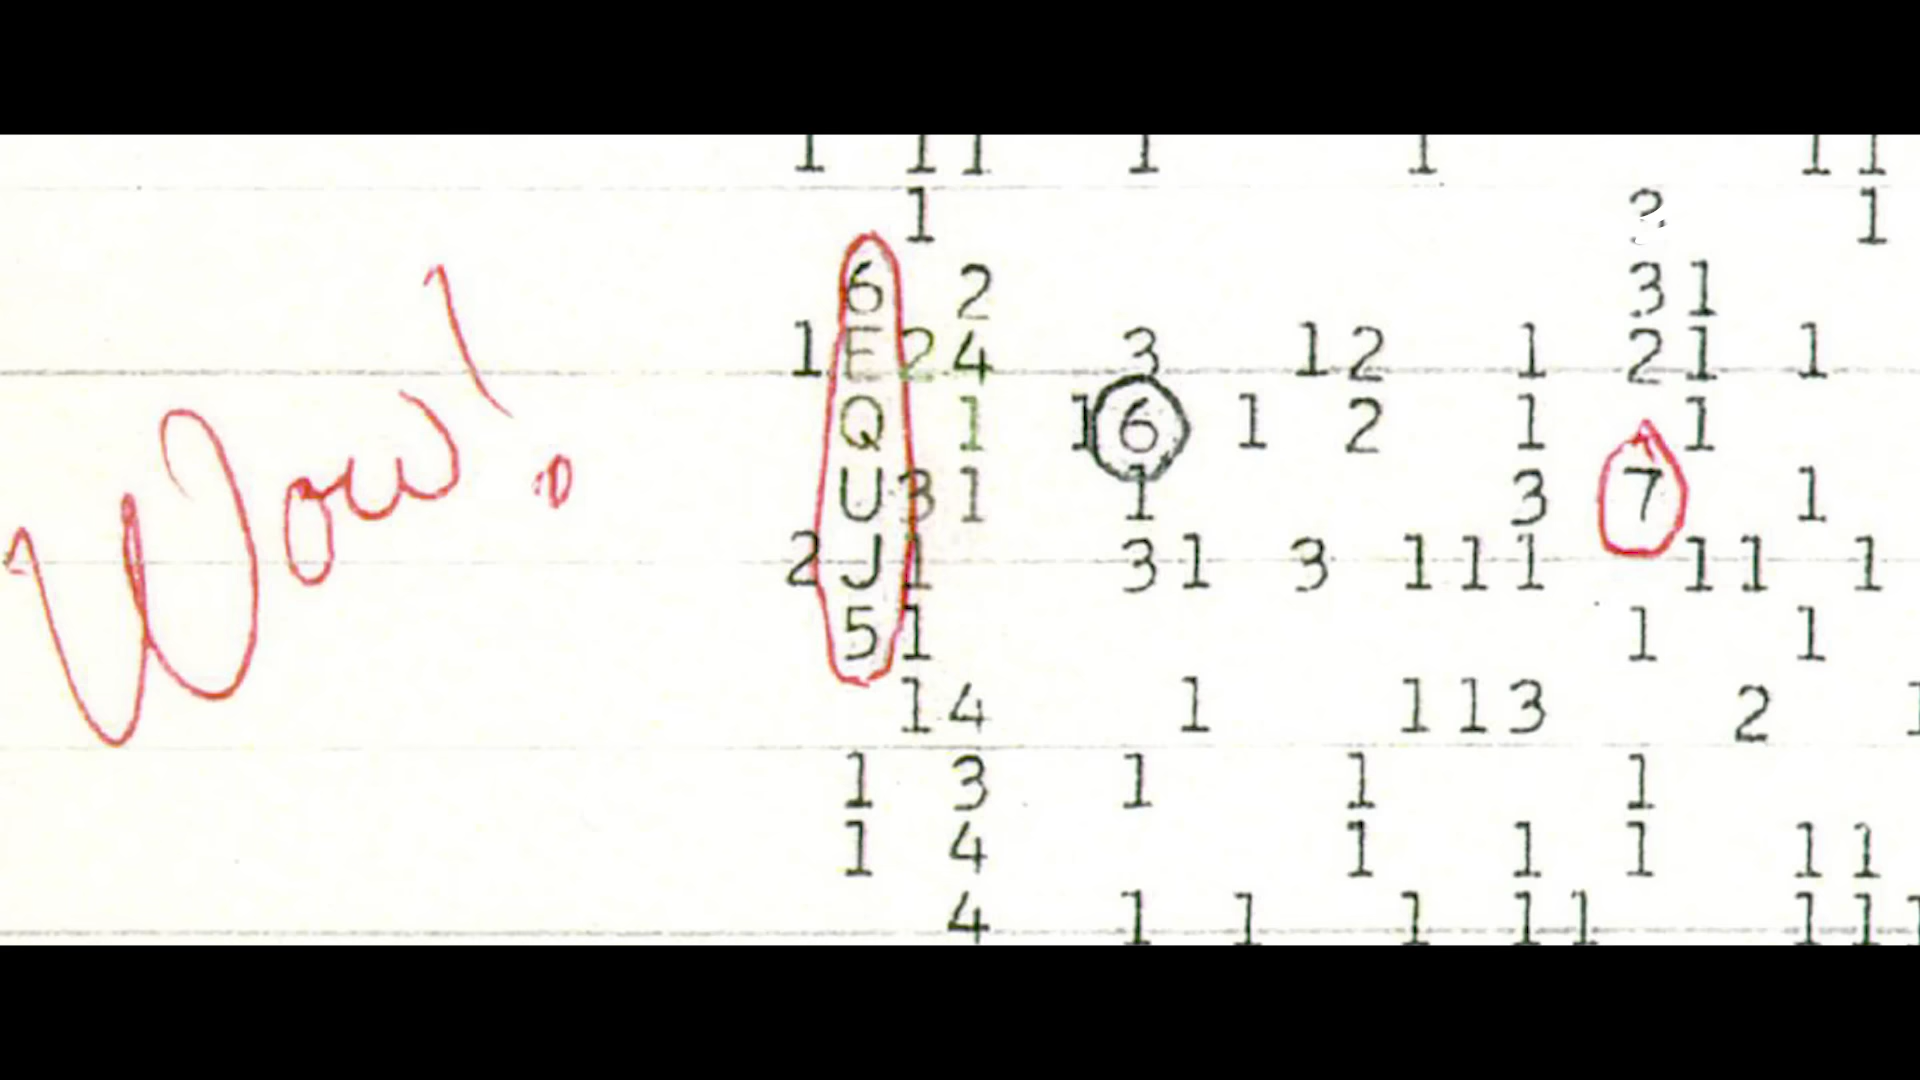 1 11 1 1 11
1 1
6 2 31
1E24 3 12 1 21 1
Wow!
Q 1 16 1 2 1 1
U31 1 3 7 1
2J1 31 3 111 11 1
51 1 1
14 1 113 2 1
1 3 1 1 1
1 4 1 1 1 11
4 1 1 1 11 111